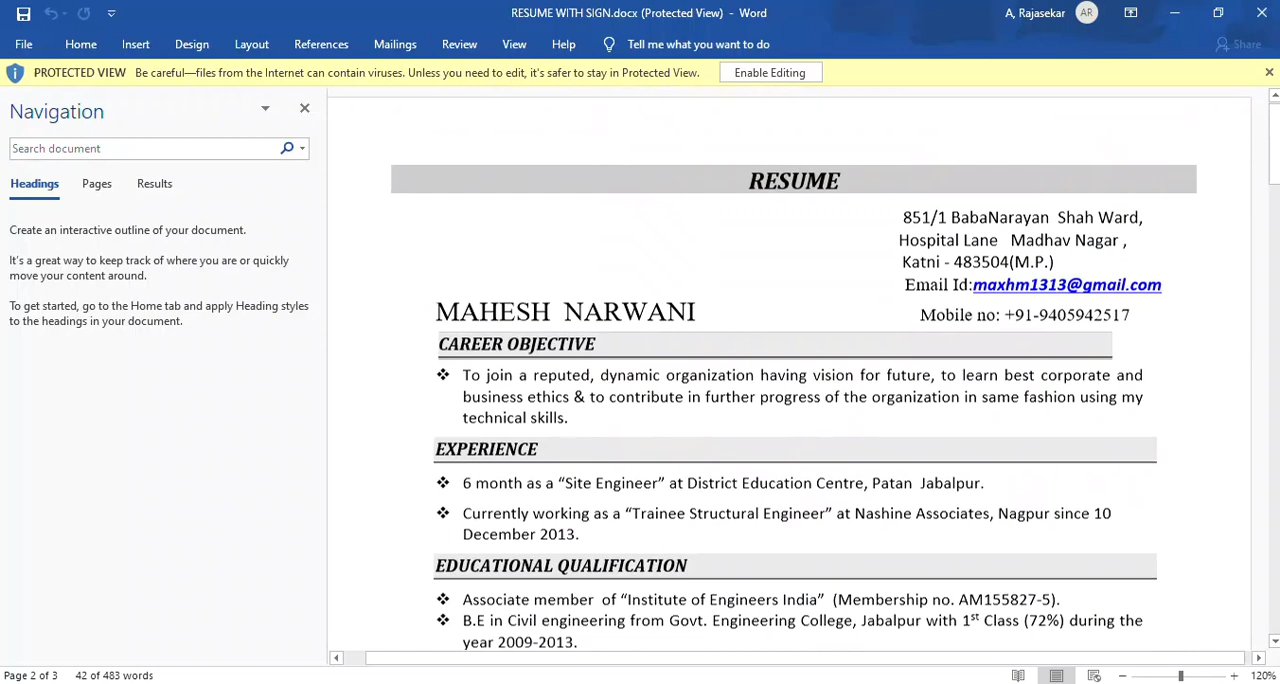 RESUME WITH SIGN.docx (Protected View) - Word
A, Rajasekar AR
File Home Insert Design Layout References Mailings Review View Help Tell me what you want to do Share
PROTECTED VIEW Be careful—files from the Internet can contain viruses. Unless you need to edit, it's safer to stay in Protected View. Enable Editing
Navigation
Search document
Headings Pages Results
Create an interactive outline of your document.
It's a great way to keep track of where you are or quickly
move your content around.
To get started, go to the Home tab and apply Heading styles
to the headings in your document.
RESUME
851/1 BabaNarayan Shah Ward,
Hospital Lane Madhav Nagar ,
Katni - 483504(M.P.)
Email Id:maxhm1313@gmail.com
MAHESH NARWANI Mobile no: +91-9405942517
CAREER OBJECTIVE
❖ To join a reputed, dynamic organization having vision for future, to learn best corporate and
business ethics & to contribute in further progress of the organization in same fashion using my
technical skills.
EXPERIENCE
❖ 6 month as a “Site Engineer” at District Education Centre, Patan Jabalpur.
❖ Currently working as a “Trainee Structural Engineer” at Nashine Associates, Nagpur since 10
December 2013.
EDUCATIONAL QUALIFICATION
❖ Associate member of “Institute of Engineers India” (Membership no. AM155827-5).
❖ B.E in Civil engineering from Govt. Engineering College, Jabalpur with 1st Class (72%) during the
year 2009-2013.
Page 2 of 3 42 of 483 words 120%